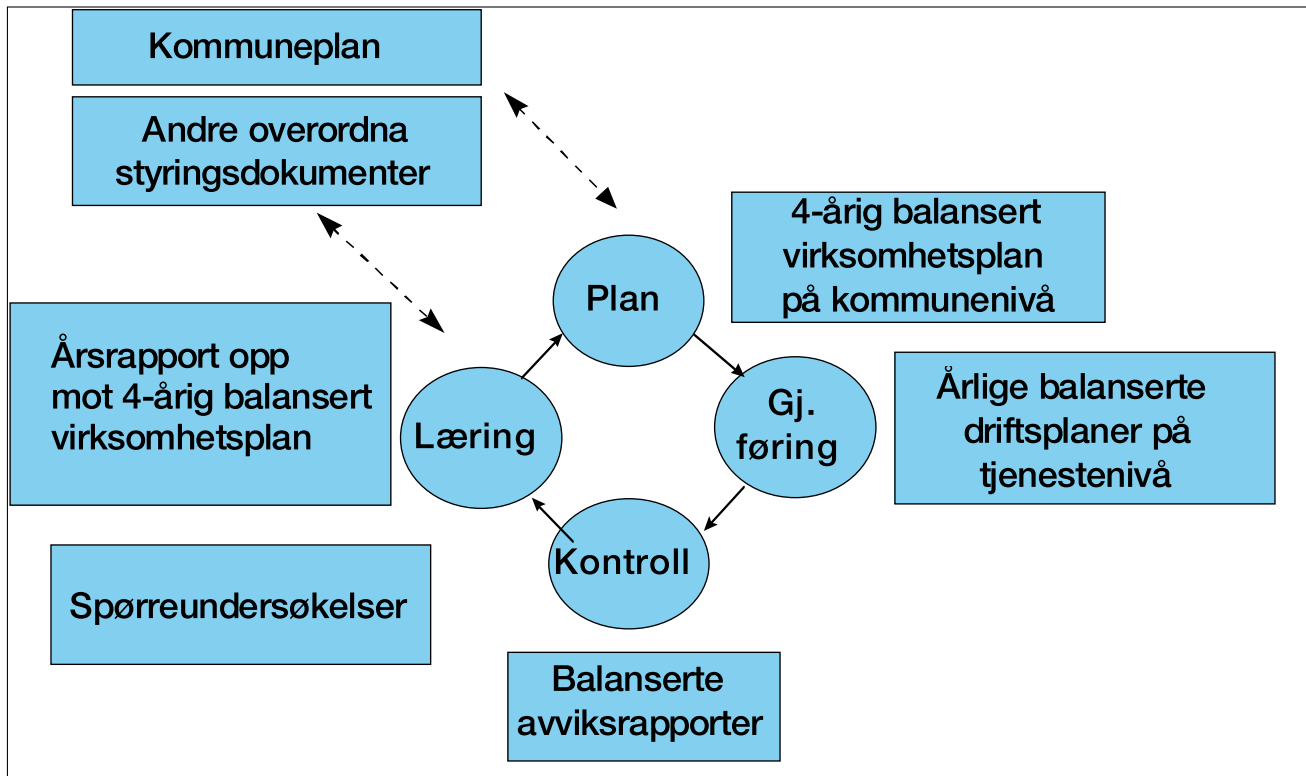 Kommuneplan
Andre overordna
styringsdokumenter
4-årig balansert
virksomhetsplan
på kommunenivå
Plan
Årsrapport opp
mot 4-årig balansert
virksomhetsplan
Læring
Gj.
føring
Årlige balanserte
driftsplaner på
tjenestenivå
Kontroll
Spørreundersøkelser
Balanserte
avviksrapporter